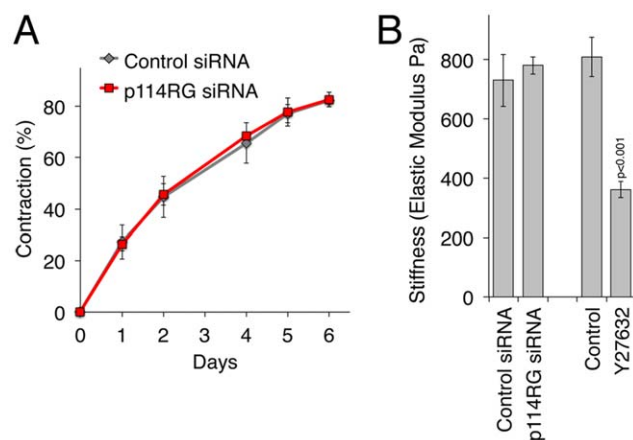 A
Control siRNA
p114RG siRNA
Contraction (%)
80
60
40
20
0
0 1 2 3 4 5 6
Days
B
Stiffness (Elastic Modulus Pa)
800
600
400
200
0
p<0.001
Control siRNA
p114RG siRNA
Control
Y27632